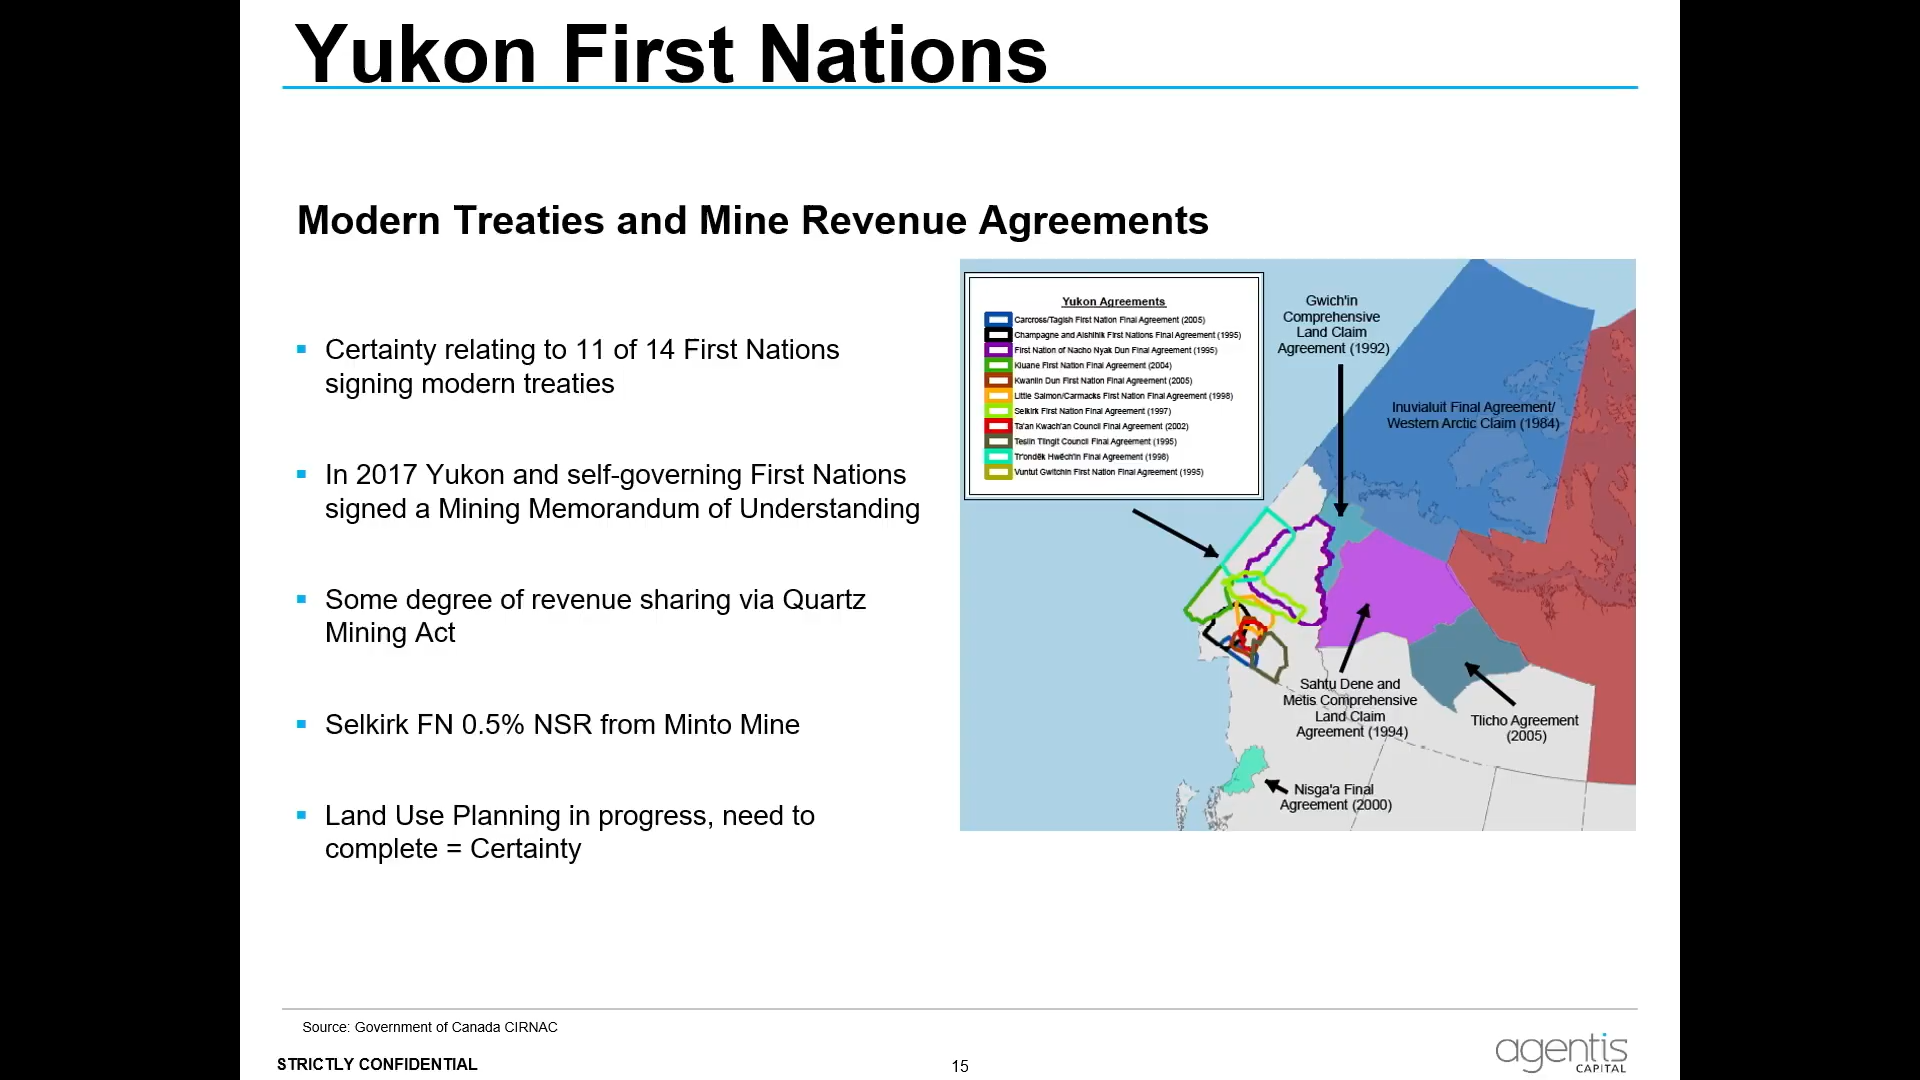 Yukon First Nations
Modern Treaties and Mine Revenue Agreements
Certainty relating to 11 of 14 First Nations
signing modern treaties
In 2017 Yukon and self-governing First Nations
signed a Mining Memorandum of Understanding
Some degree of revenue sharing via Quartz
Mining Act
Selkirk FN 0.5% NSR from Minto Mine
Land Use Planning in progress, need to
complete = Certainty
Yukon Agreements
Carcross/Tagish First Nation Final Agreement (2005)
Champagne and Aishihik First Nations Final Agreement (1995)
First Nation of Nacho Nyak Dun Final Agreement (1995)
Kluane First Nation Final Agreement (2004)
Kwanlin Dun First Nation Final Agreement (2005)
Little Salmon/Carmacks First Nation Final Agreement (1998)
Selkirk First Nation Final Agreement (1997)
Ta'an Kwach'an Council Final Agreement (2002)
Teslin Tlingit Council Final Agreement (1995)
Tr'ondëk Hwëch'in Final Agreement (1998)
Vuntut Gwitchin First Nation Final Agreement (1995)
Gwich'in
Comprehensive
Land Claim
Agreement (1992)
Inuvialuit Final Agreement/
Western Arctic Claim (1984)
Sahtu Dene and
Metis Comprehensive
Land Claim
Agreement (1994)
Tlicho Agreement
(2005)
Nisga'a Final
Agreement (2000)
Source: Government of Canada CIRNAC
STRICTLY CONFIDENTIAL
15
agentis
CAPITAL